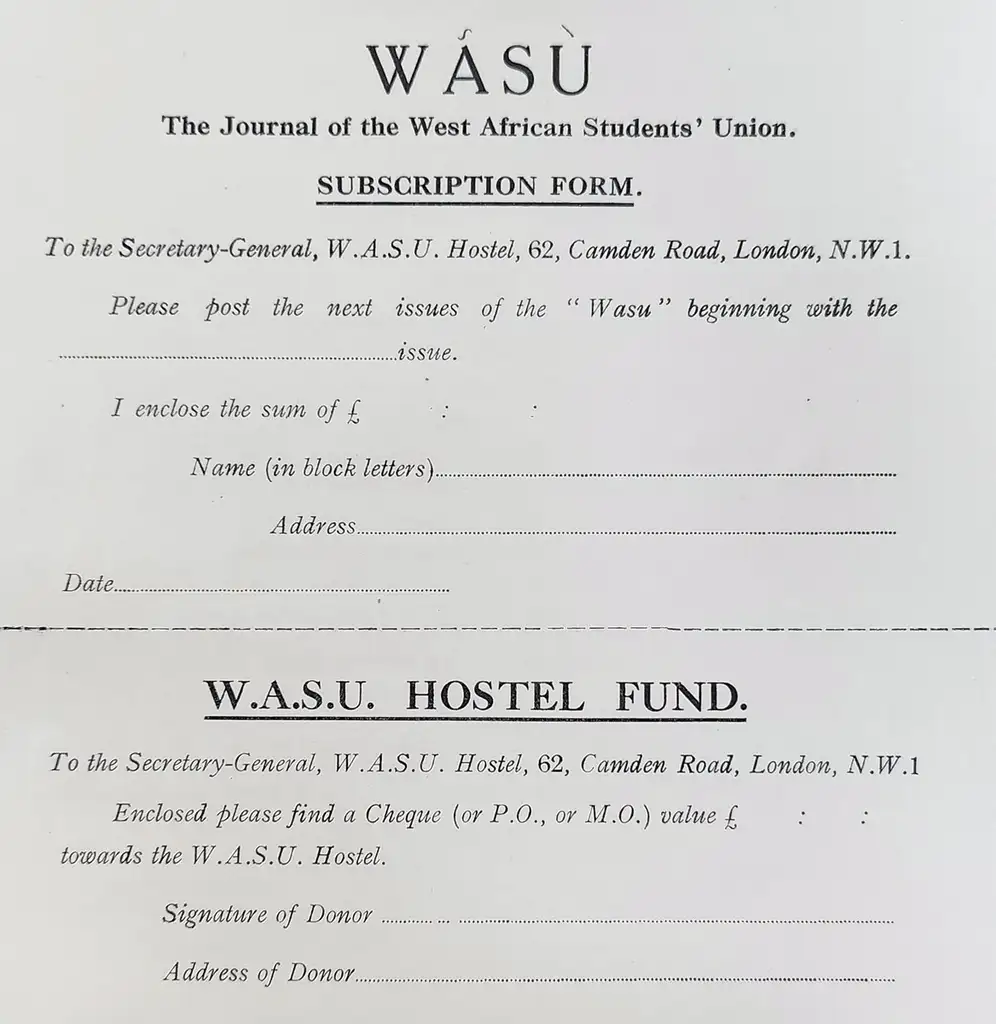 WÁSÙ
The Journal of the West African Students' Union.
SUBSCRIPTION FORM.
To the Secretary-General, W.A.S.U. Hostel, 62, Camden Road, London, N.W.1.
Please post the next issues of the “Wasu” beginning with the
....................issue.
I enclose the sum of £ : :
Name (in block letters)....................
Address....................
Date....................
W.A.S.U. HOSTEL FUND.
To the Secretary-General, W.A.S.U. Hostel, 62, Camden Road, London, N.W.1
Enclosed please find a Cheque (or P.O., or M.O.) value £ : :
towards the W.A.S.U. Hostel.
Signature of Donor ....................
Address of Donor....................